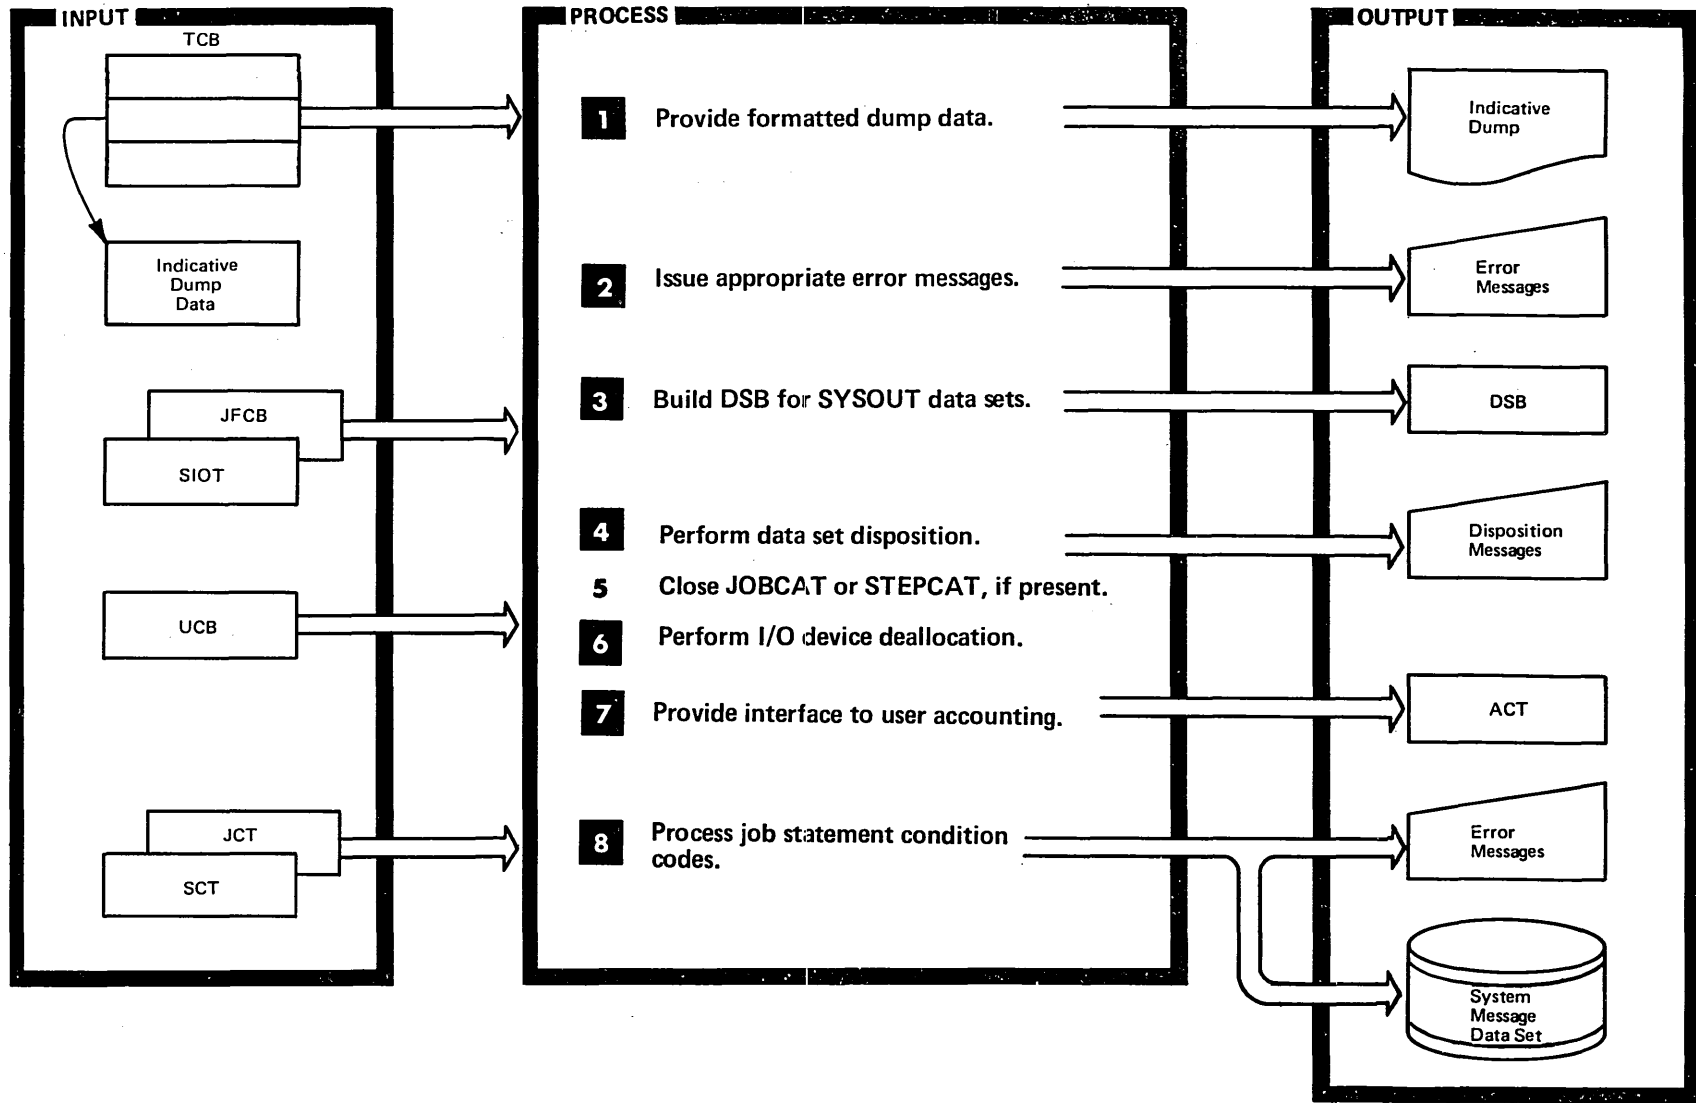 INPUT
TCB
Indicative
Dump
Data
JFCB
SIOT
UCB
JCT
SCT
PROCESS
1 Provide formatted dump data.
2 Issue appropriate error messages.
3 Build DSB for SYSOUT data sets.
4 Perform data set disposition.
5 Close JOBCAT or STEPCAT, if present.
6 Perform I/O device deallocation.
7 Provide interface to user accounting.
8 Process job statement condition
codes.
OUTPUT
Indicative
Dump
Error
Messages
DSB
Disposition
Messages
ACT
Error
Messages
System
Message
Data Set